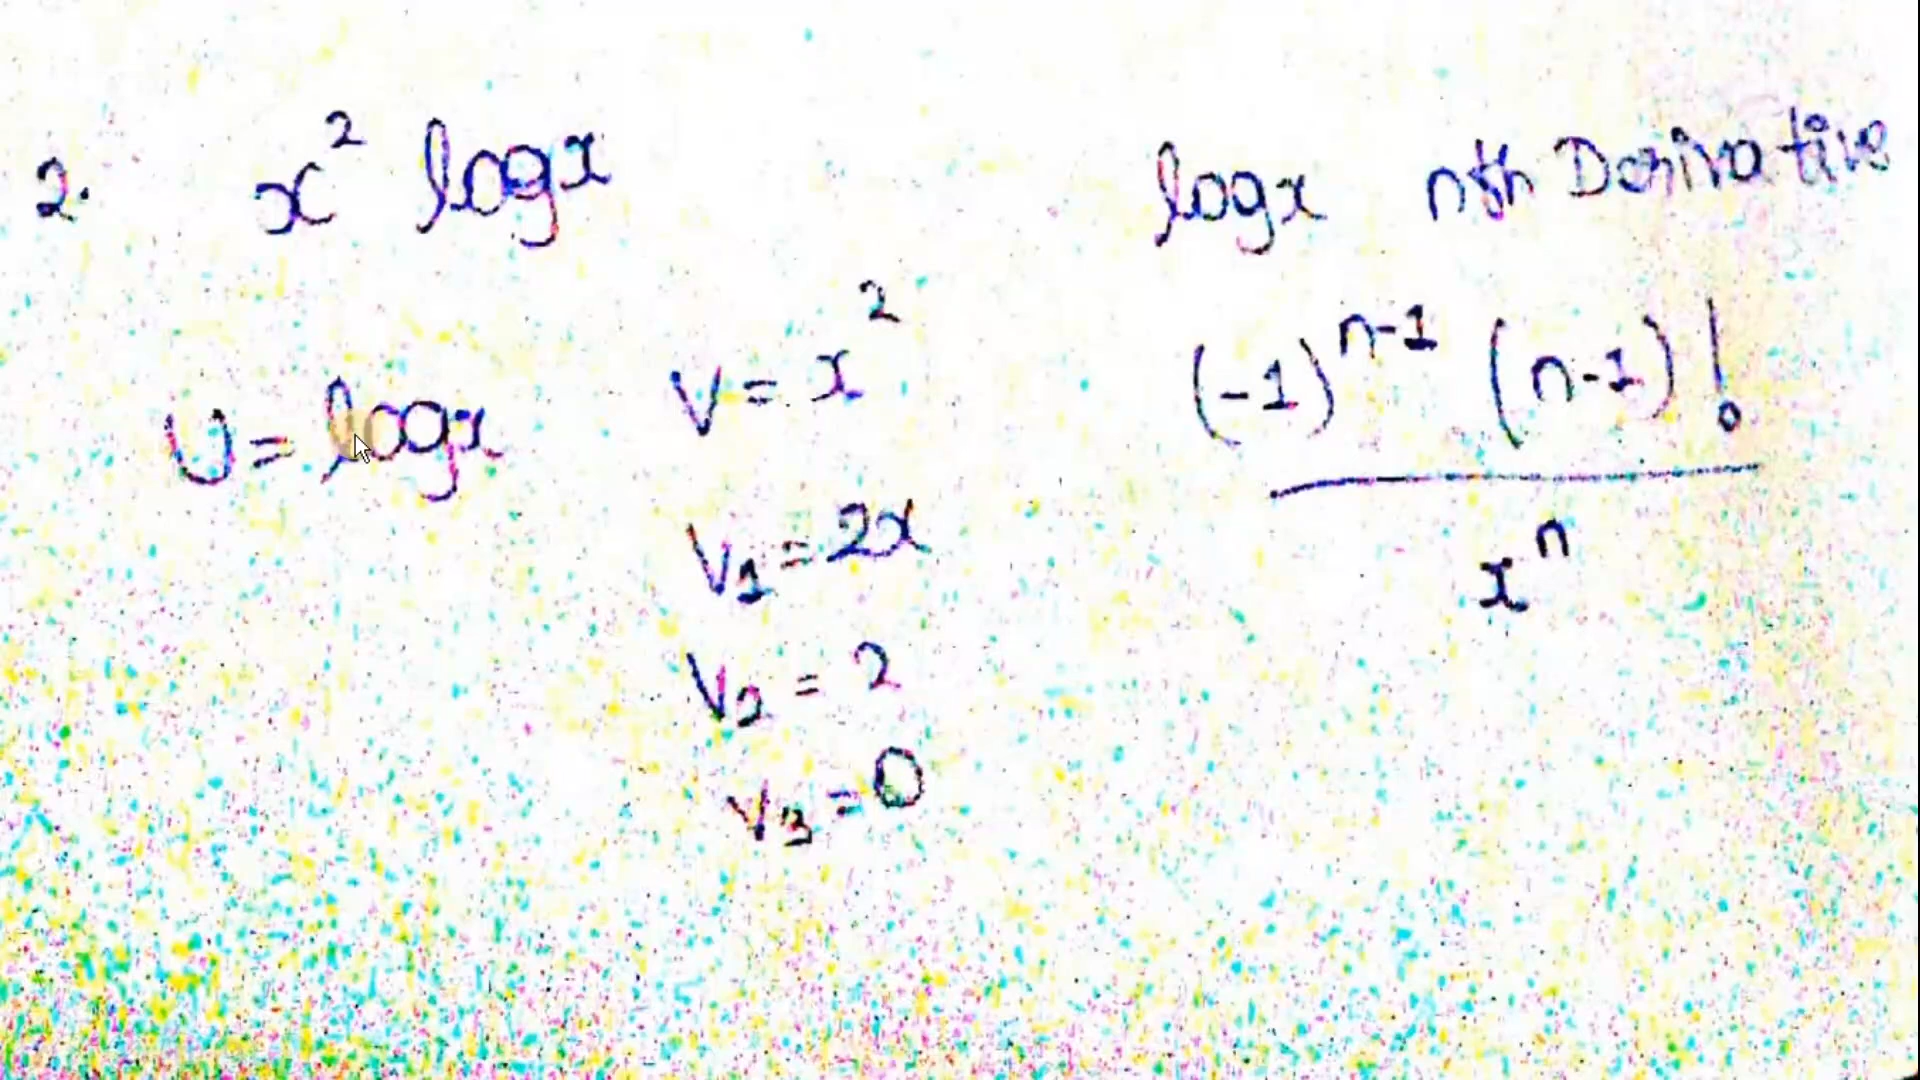 2. x² logx
U = logx
V = x²
V₁ = 2x
V₂ = 2
V₃ = 0
logx nth Derivative
(-1)ⁿ⁻¹ (n-1)!
xⁿ